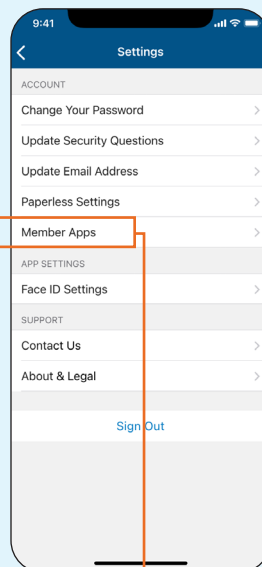 9:41
Settings
ACCOUNT
Change Your Password
Update Security Questions
Update Email Address
Paperless Settings
Member Apps
APP SETTINGS
Face ID Settings
SUPPORT
Contact Us
About & Legal
Sign Out